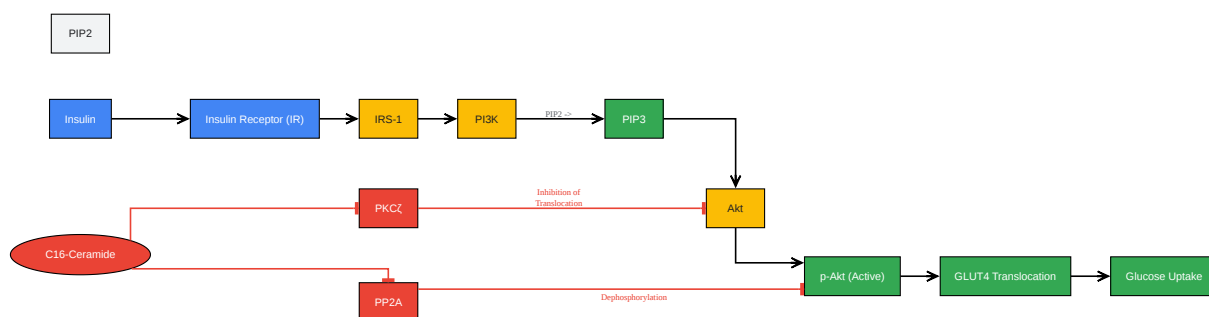 PIP2
Insulin
Insulin Receptor (IR)
IRS-1
PI3K
PIP2 ->
PIP3
PKCζ
Inhibition of
Translocation
Akt
C16-Ceramide
PP2A
Dephosphorylation
p-Akt (Active)
GLUT4 Translocation
Glucose Uptake